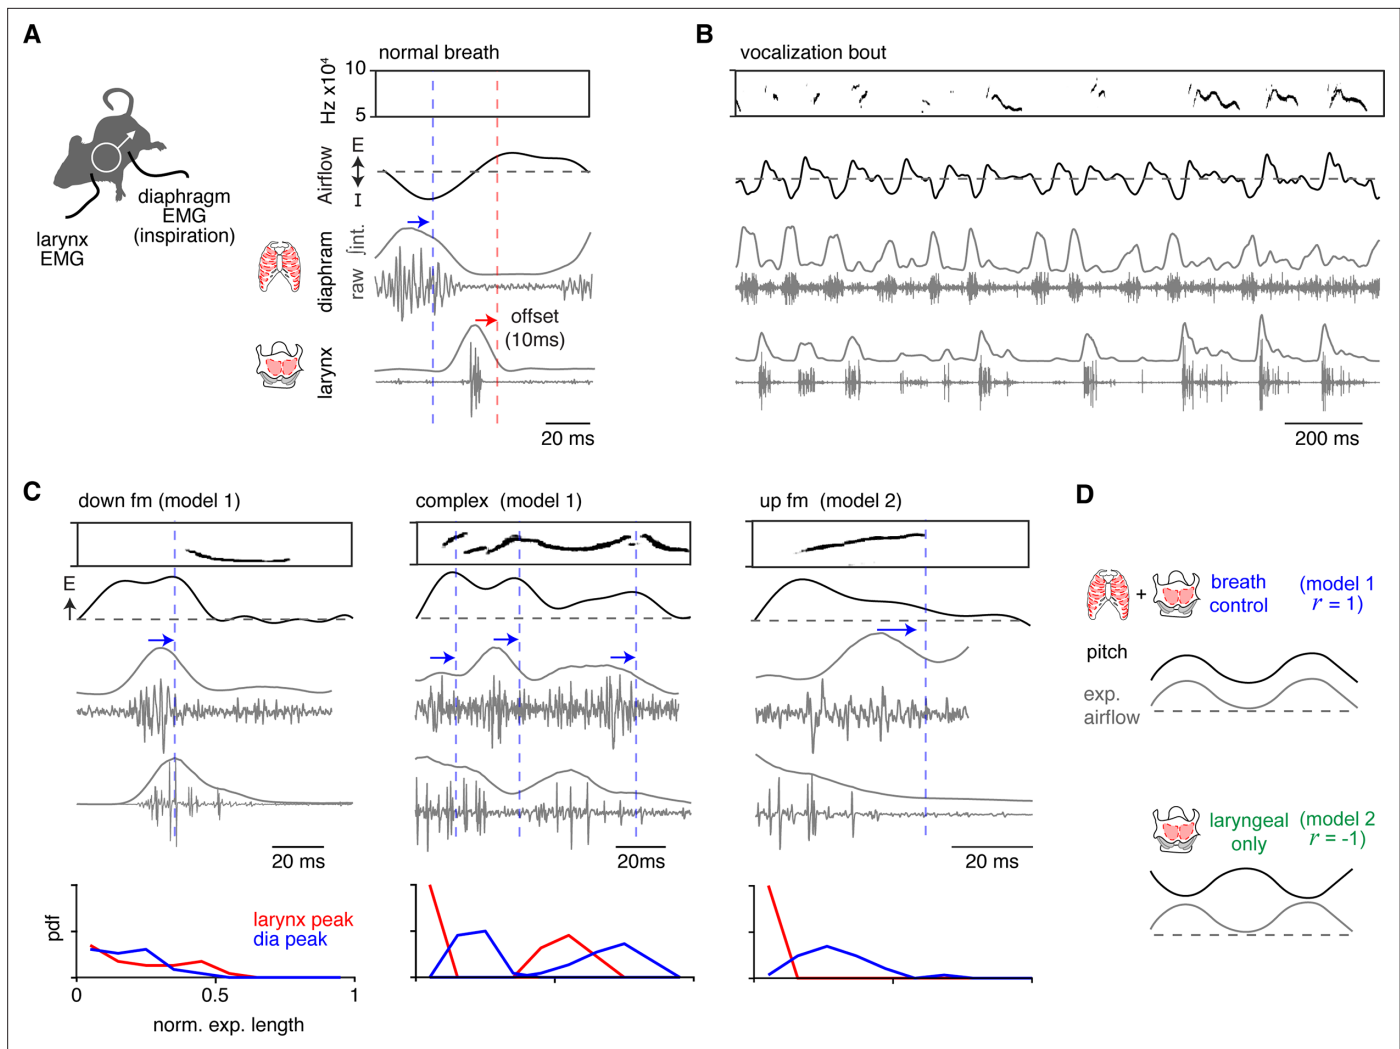 A
normal breath
Hz x10⁴
10
5
Airflow
E
I
diaphram
raw
∫int.
larynx
diaphragm
EMG
(inspiration)
larynx
EMG
offset
(10ms)
20 ms
B
vocalization bout
200 ms
C
down fm (model 1)
complex (model 1)
up fm (model 2)
E
20 ms
20ms
20 ms
pdf
larynx peak
dia peak
0
0.5
1
norm. exp. length
D
+
breath
control
(model 1
r = 1)
pitch
exp.
airflow
laryngeal
only
(model 2
r = -1)